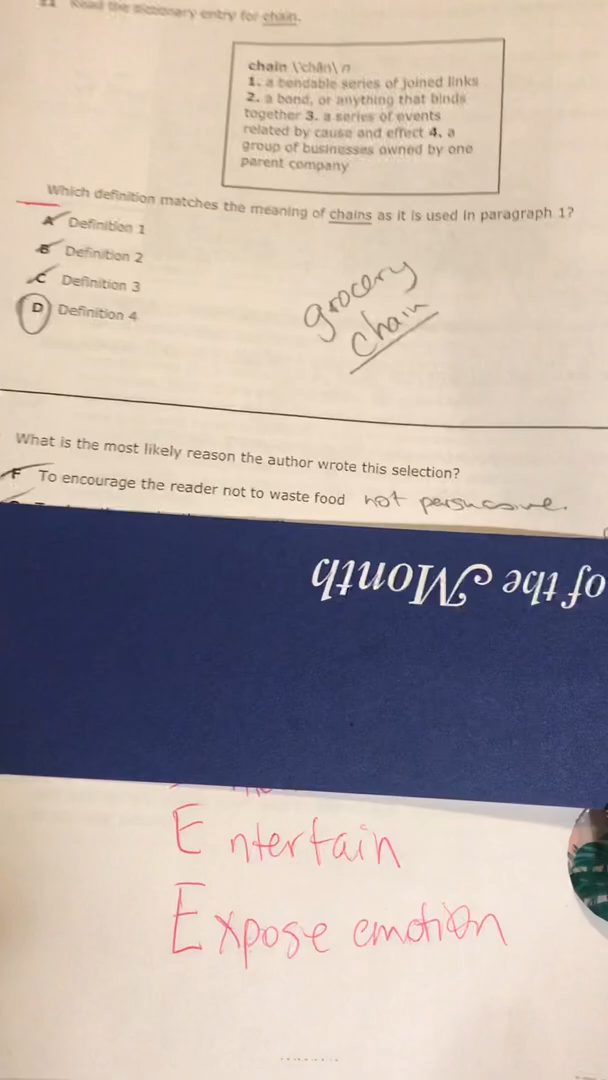 11 Read the dictionary entry for chain.
chain \'chān\ n
1. a bendable series of joined links
2. a bond, or anything that binds
together 3. a series of events
related by cause and effect 4. a
group of businesses owned by one
parent company
Which definition matches the meaning of chains as it is used in paragraph 1?
A Definition 1
B Definition 2
C Definition 3
D Definition 4
grocery
chain
What is the most likely reason the author wrote this selection?
F To encourage the reader not to waste food not persuasive.
of the Month
Entertain
Expose emotion